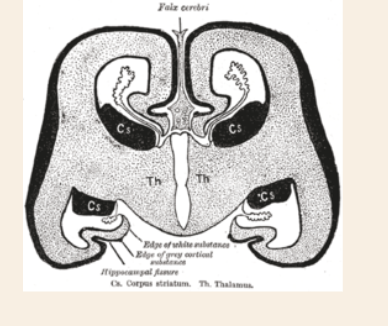 Falx cerebri
Cs
Cs
Th
Th
Cs
Cs
Edge of white substance
Edge of grey cortical
substance
Hippocampal fissure
Cs. Corpus striatum. Th. Thalamus.